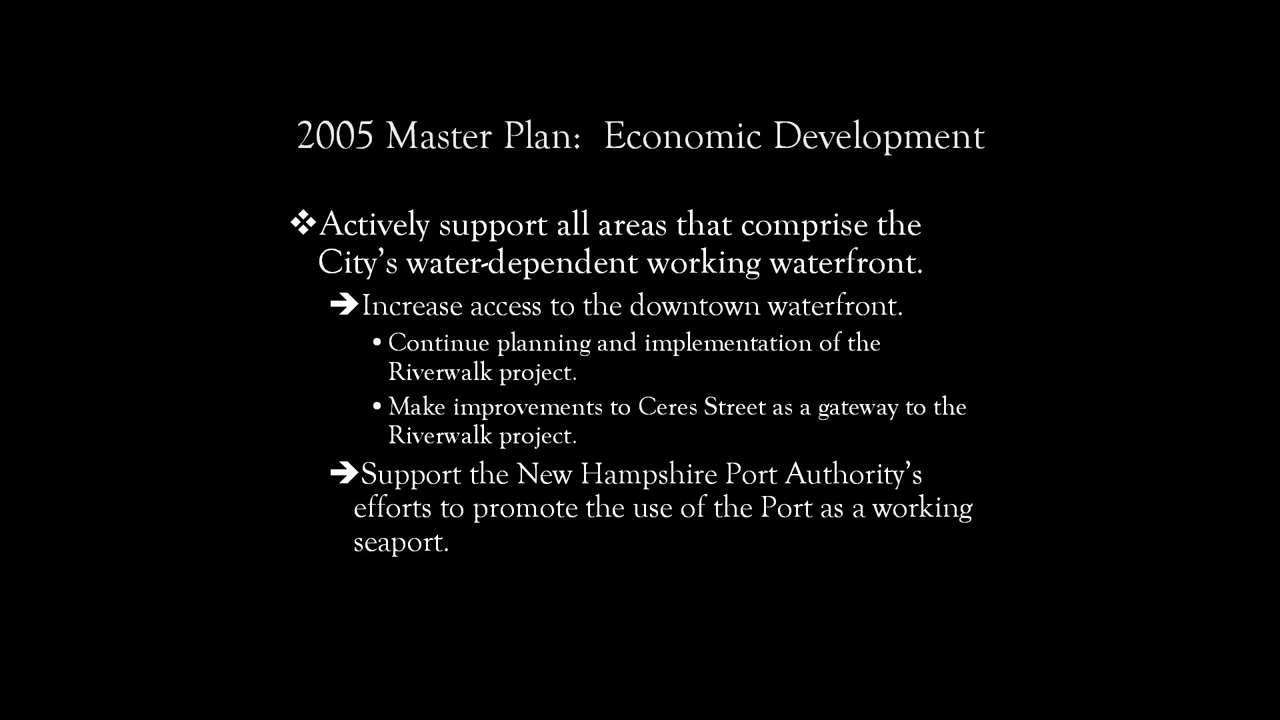 2005 Master Plan:  Economic Development
❖Actively support all areas that comprise the
City's water-dependent working waterfront.
➔Increase access to the downtown waterfront.
• Continue planning and implementation of the
Riverwalk project.
• Make improvements to Ceres Street as a gateway to the
Riverwalk project.
➔Support the New Hampshire Port Authority's
efforts to promote the use of the Port as a working
seaport.